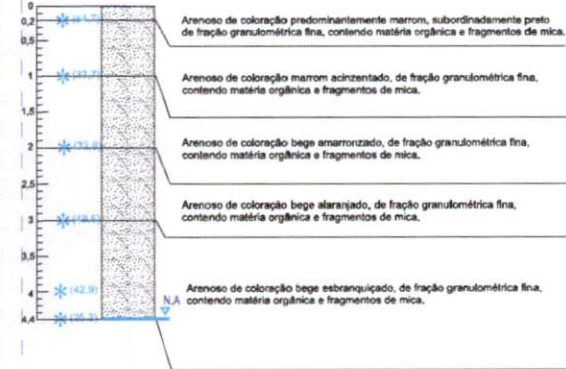 0
0,2
Arenoso de coloração predominantemente marrom, subordinadamente preto
de fração granulométrica fina, contendo matéria orgânica e fragmentos de mica.
0,5
1
Arenoso de coloração marrom acinzentado, de fração granulométrica fina,
contendo matéria orgânica e fragmentos de mica.
1,5
2
Arenoso de coloração bege amarronzado, de fração granulométrica fina,
contendo matéria orgânica e fragmentos de mica.
2,5
Arenoso de coloração bege alaranjado, de fração granulométrica fina,
contendo matéria orgânica e fragmentos de mica.
3
3,5
4 (42,9)
Arenoso de coloração bege esbranquiçado, de fração granulométrica fina,
N.A contendo matéria orgânica e fragmentos de mica.
4,4